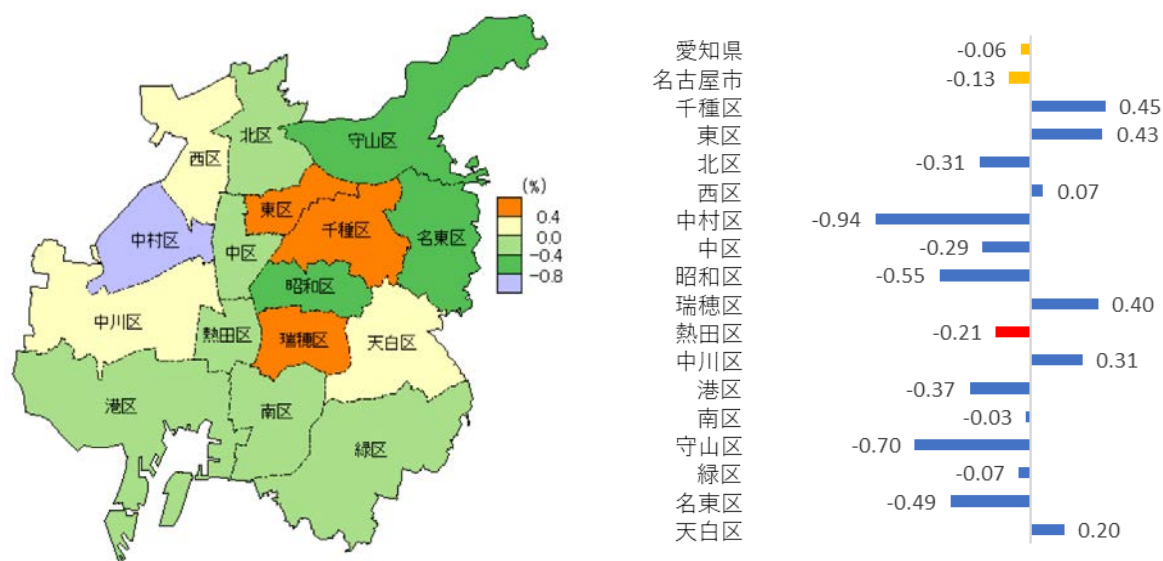 北区
守山区
西区
(%)
東区
0.4
千種区
中村区
0.0
名東区
中区
-0.4
-0.8
昭和区
中川区
熱田区
瑞穂区
天白区
港区
南区
緑区
愛知県 -0.06
名古屋市 -0.13
千種区 0.45
東区 0.43
北区 -0.31
西区 0.07
中村区 -0.94
中区 -0.29
昭和区 -0.55
瑞穂区 0.40
熱田区 -0.21
中川区 0.31
港区 -0.37
南区 -0.03
守山区 -0.70
緑区 -0.07
名東区 -0.49
天白区 0.20